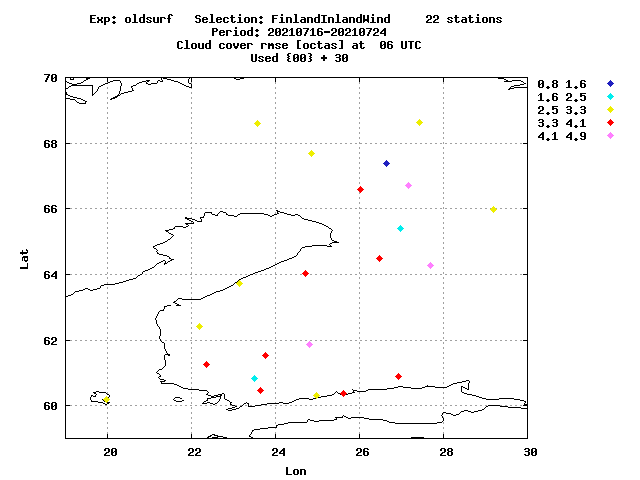 Exp: oldsurf   Selection: FinlandInlandWind     22 stations
Period: 20210716-20210724
Cloud cover rmse [octas] at  06 UTC
Used {00} + 30
0.8 1.6
1.6 2.5
2.5 3.3
3.3 4.1
4.1 4.9
70
68
66
64
62
60
Lat
20 22 24 26 28 30
Lon